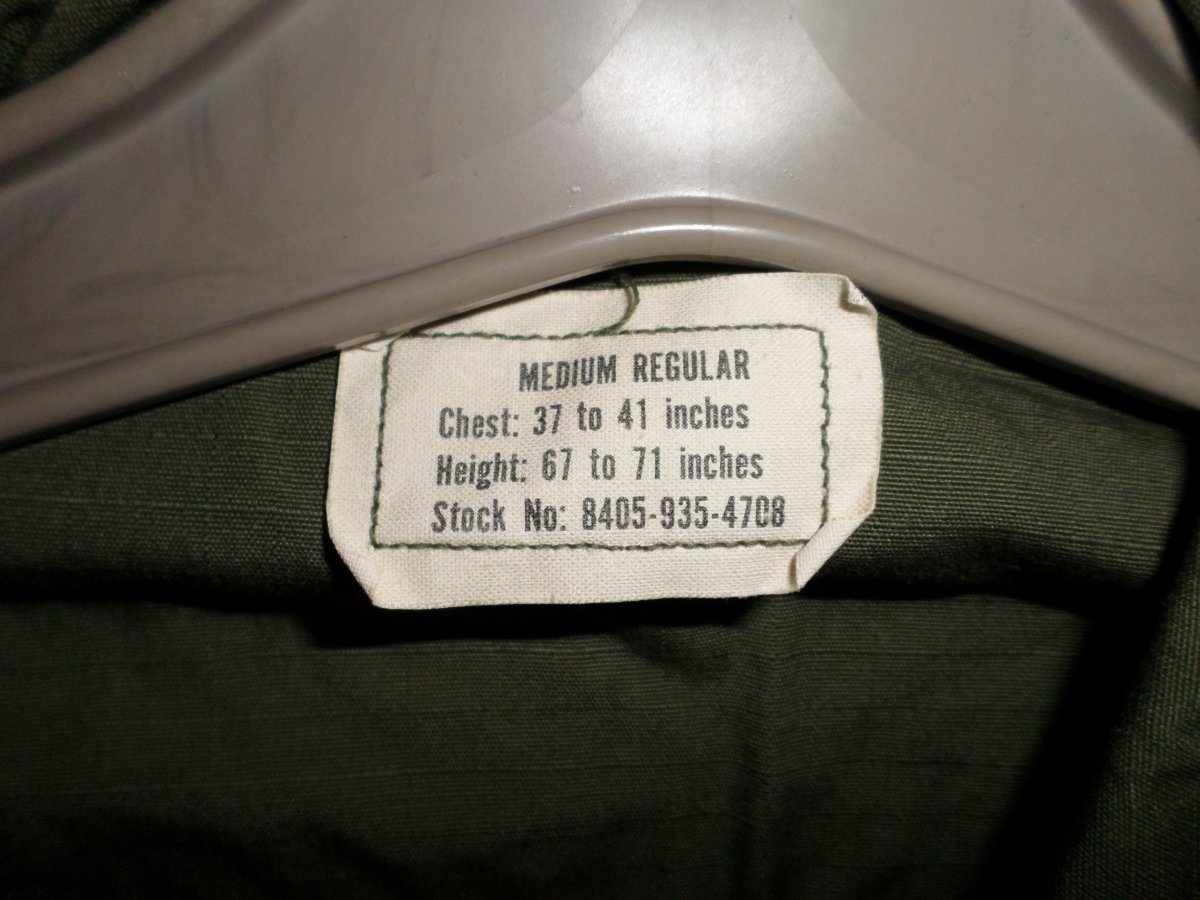 MEDIUM REGULAR
Chest: 37 to 41 inches
Height: 67 to 71 inches
Stock No: 8405-935-4708